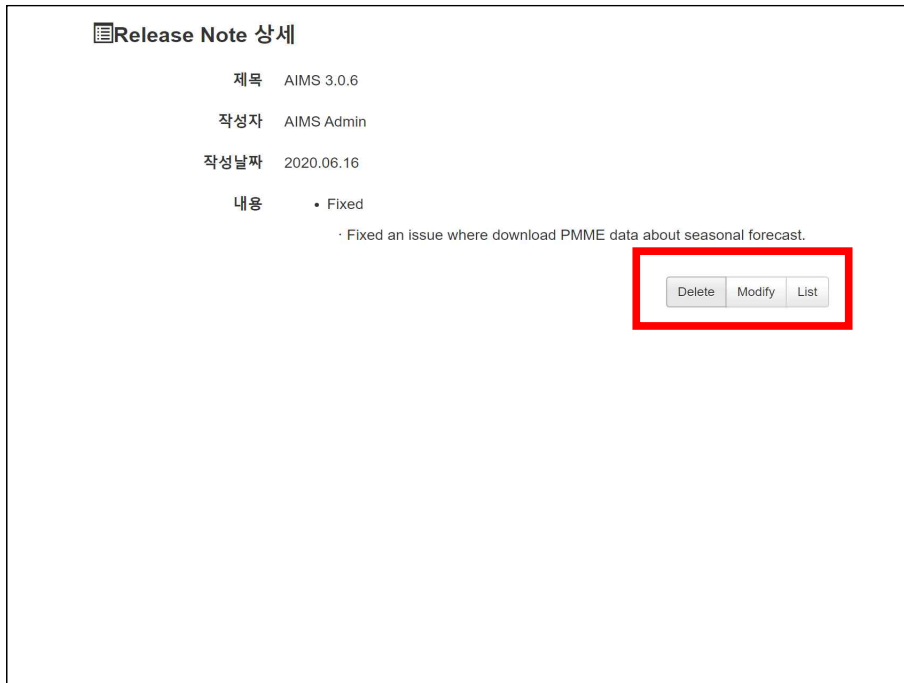 Release Note 상세
제목 AIMS 3.0.6
작성자 AIMS Admin
작성날짜 2020.06.16
내용 • Fixed
· Fixed an issue where download PMME data about seasonal forecast.
Delete Modify List